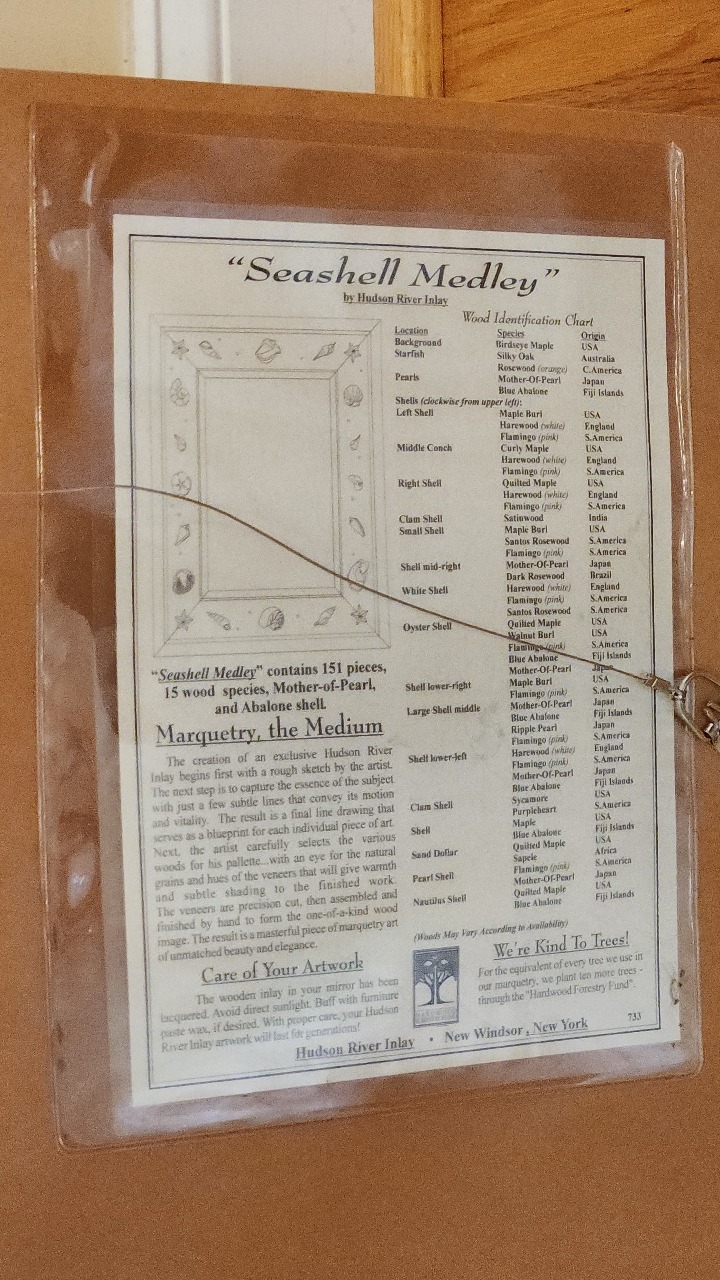 “Seashell Medley”
by Hudson River Inlay
Wood Identification Chart
Location Species Origin
Background Birdseye Maple USA
Starfish Silky Oak Australia
Rosewood (orange) C.America
Pearls Mother-Of-Pearl Japan
Blue Abalone Fiji Islands
Shells (clockwise from upper left):
Left Shell Maple Burl USA
Harewood (white) England
Flamingo (pink) S.America
Middle Conch Curly Maple USA
Harewood (white) England
Flamingo (pink) S.America
Right Shell Quilted Maple USA
Harewood (white) England
Flamingo (pink) S.America
Clam Shell Satinwood India
Small Shell Maple Burl USA
Santos Rosewood S.America
Flamingo (pink) S.America
Shell mid-right Mother-Of-Pearl Japan
Dark Rosewood Brazil
White Shell Harewood (white) England
Flamingo (pink) S.America
Santos Rosewood S.America
Oyster Shell Quilted Maple USA
Walnut Burl USA
Flamingo (pink) S.America
Blue Abalone Fiji Islands
Mother-Of-Pearl Japan
Shell lower-right Maple Burl USA
Flamingo (pink) S.America
Large Shell middle Mother-Of-Pearl Japan
Blue Abalone Fiji Islands
Ripple Pearl Japan
Flamingo (pink) S.America
Shell lower-left Harewood (white) England
Flamingo (pink) S.America
Mother-Of-Pearl Japan
Blue Abalone Fiji Islands
Clam Shell Sycamore USA
Purpleheart S.America
Shell Maple USA
Blue Abalone Fiji Islands
Sand Dollar Quilted Maple USA
Sapele Africa
Pearl Shell Flamingo (pink) S.America
Mother-Of-Pearl Japan
Nautilus Shell Quilted Maple USA
Blue Abalone Fiji Islands
(Woods May Vary According to Availability)
“Seashell Medley” contains 151 pieces,
15 wood species, Mother-of-Pearl,
and Abalone shell.
Marquetry, the Medium
The creation of an exclusive Hudson River
Inlay begins first with a rough sketch by the artist.
The next step is to capture the essence of the subject
with just a few subtle lines that convey its motion
and vitality. The result is a final line drawing that
serves as a blueprint for each individual piece of art.
Next, the artist carefully selects the various
woods for his pallette...with an eye for the natural
grains and hues of the veneers that will give warmth
and subtle shading to the finished work.
The veneers are precision cut, then assembled and
finished by hand to form the one-of-a-kind wood
image. The result is a masterful piece of marquetry art
of unmatched beauty and elegance.
Care of Your Artwork
The wooden inlay in your mirror has been
lacquered. Avoid direct sunlight. Buff with furniture
paste wax, if desired. With proper care, your Hudson
River Inlay artwork will last for generations!
We're Kind To Trees!
For the equivalent of every tree we use in
our marquetry, we plant ten more trees -
through the "Hardwood Forestry Fund".
733
Hudson River Inlay • New Windsor, New York